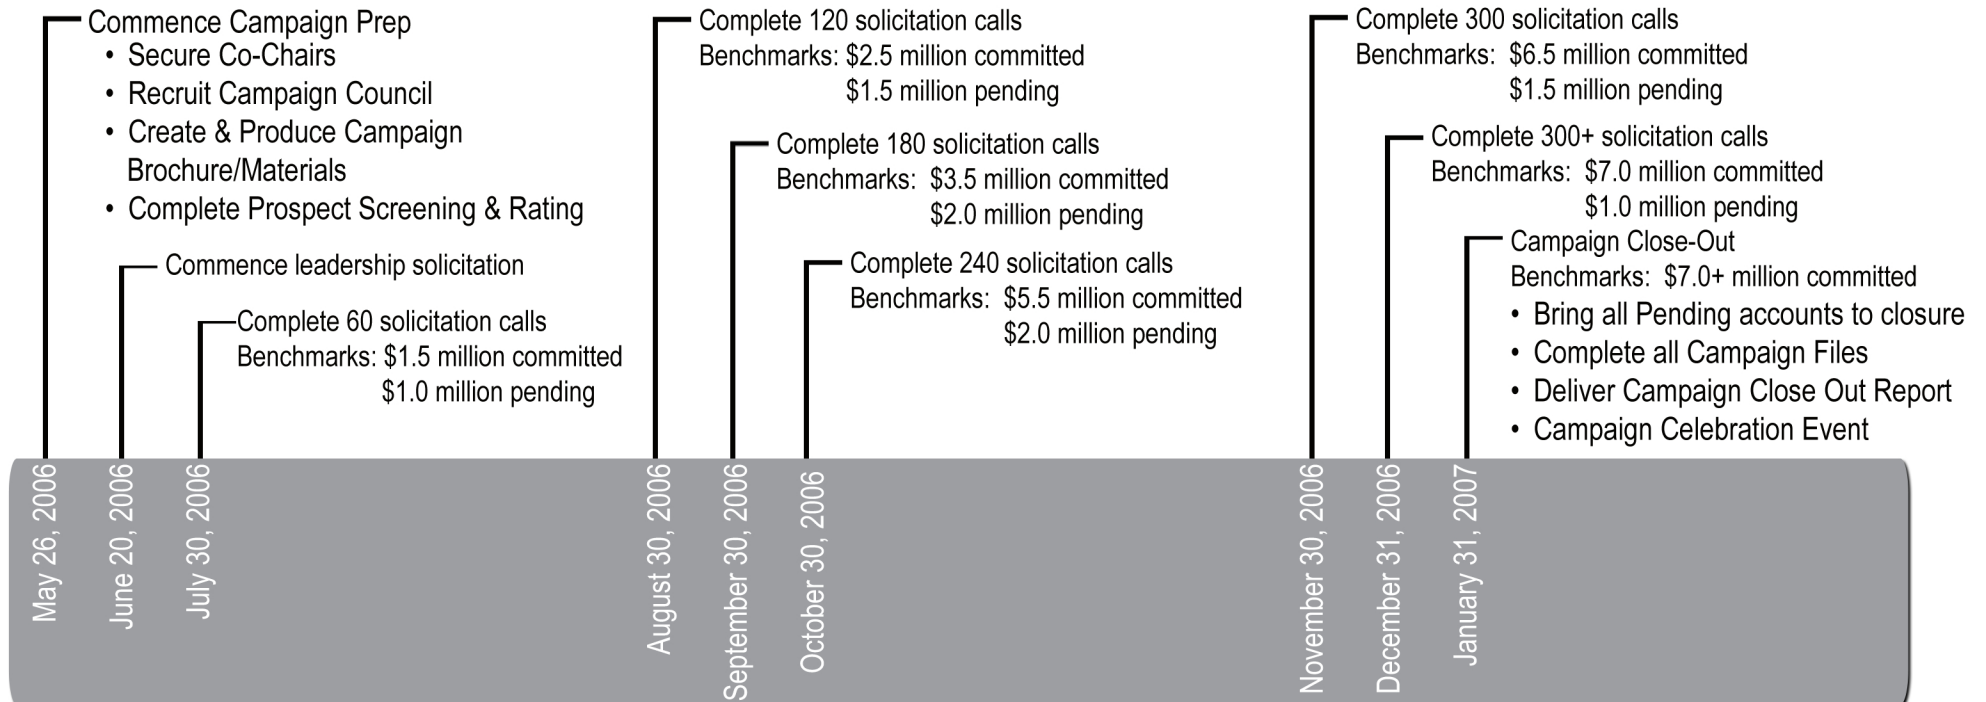 Commence Campaign Prep
• Secure Co-Chairs
• Recruit Campaign Council
• Create & Produce Campaign
Brochure/Materials
• Complete Prospect Screening & Rating
Commence leadership solicitation
Complete 60 solicitation calls
Benchmarks: $1.5 million committed
$1.0 million pending
Complete 120 solicitation calls
Benchmarks: $2.5 million committed
$1.5 million pending
Complete 180 solicitation calls
Benchmarks: $3.5 million committed
$2.0 million pending
Complete 240 solicitation calls
Benchmarks: $5.5 million committed
$2.0 million pending
Complete 300 solicitation calls
Benchmarks: $6.5 million committed
$1.5 million pending
Complete 300+ solicitation calls
Benchmarks: $7.0 million committed
$1.0 million pending
Campaign Close-Out
Benchmarks: $7.0+ million committed
• Bring all Pending accounts to closure
• Complete all Campaign Files
• Deliver Campaign Close Out Report
• Campaign Celebration Event
May 26, 2006
June 20, 2006
July 30, 2006
August 30, 2006
September 30, 2006
October 30, 2006
November 30, 2006
December 31, 2006
January 31, 2007